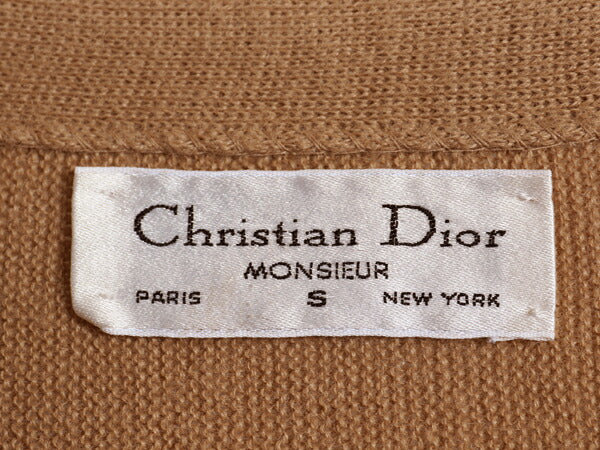 Christian Dior
MONSIEUR
PARIS S NEW YORK